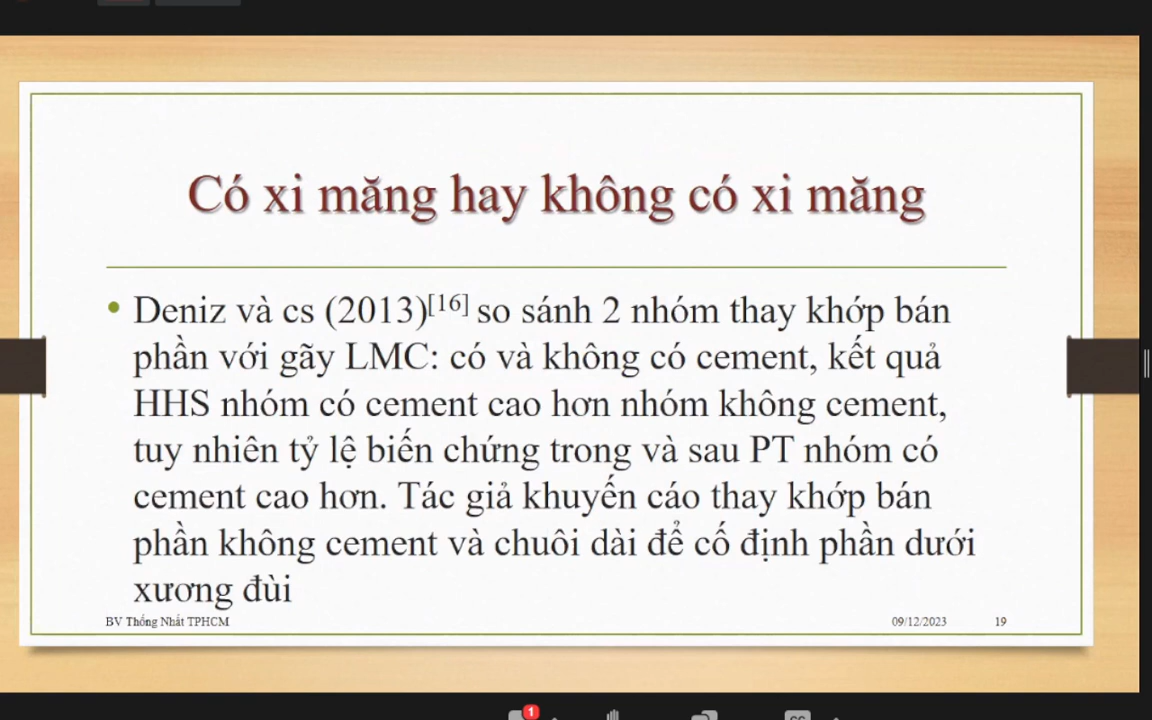 Có xi măng hay không có xi măng
• Deniz và cs (2013)[16] so sánh 2 nhóm thay khớp bán
phần với gãy LMC: có và không có cement, kết quả
HHS nhóm có cement cao hơn nhóm không cement,
tuy nhiên tỷ lệ biến chứng trong và sau PT nhóm có
cement cao hơn. Tác giả khuyến cáo thay khớp bán
phần không cement và chuôi dài để cố định phần dưới
xương đùi
BV Thống Nhất TPHCM 09/12/2023 19
1